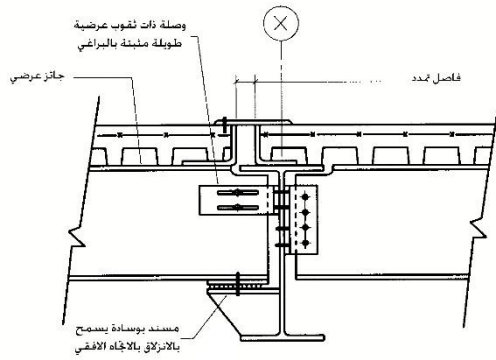 X
وصلة ذات ثقوب عرضية
طويلة مثبتة بالبراغي
فاصل تمدد
جائز عرضي
مسند بوسادة يسمح
بالانزلاق بالاتجاه الافقي